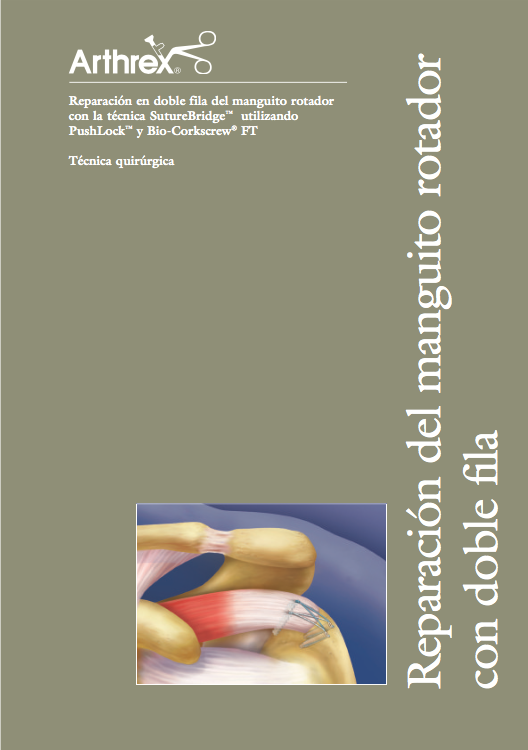 Arthrex®
Reparación en doble fila del manguito rotador
con la técnica SutureBridge™ utilizando
PushLock™ y Bio-Corkscrew® FT
Técnica quirúrgica
Reparación del manguito rotador
con doble fila